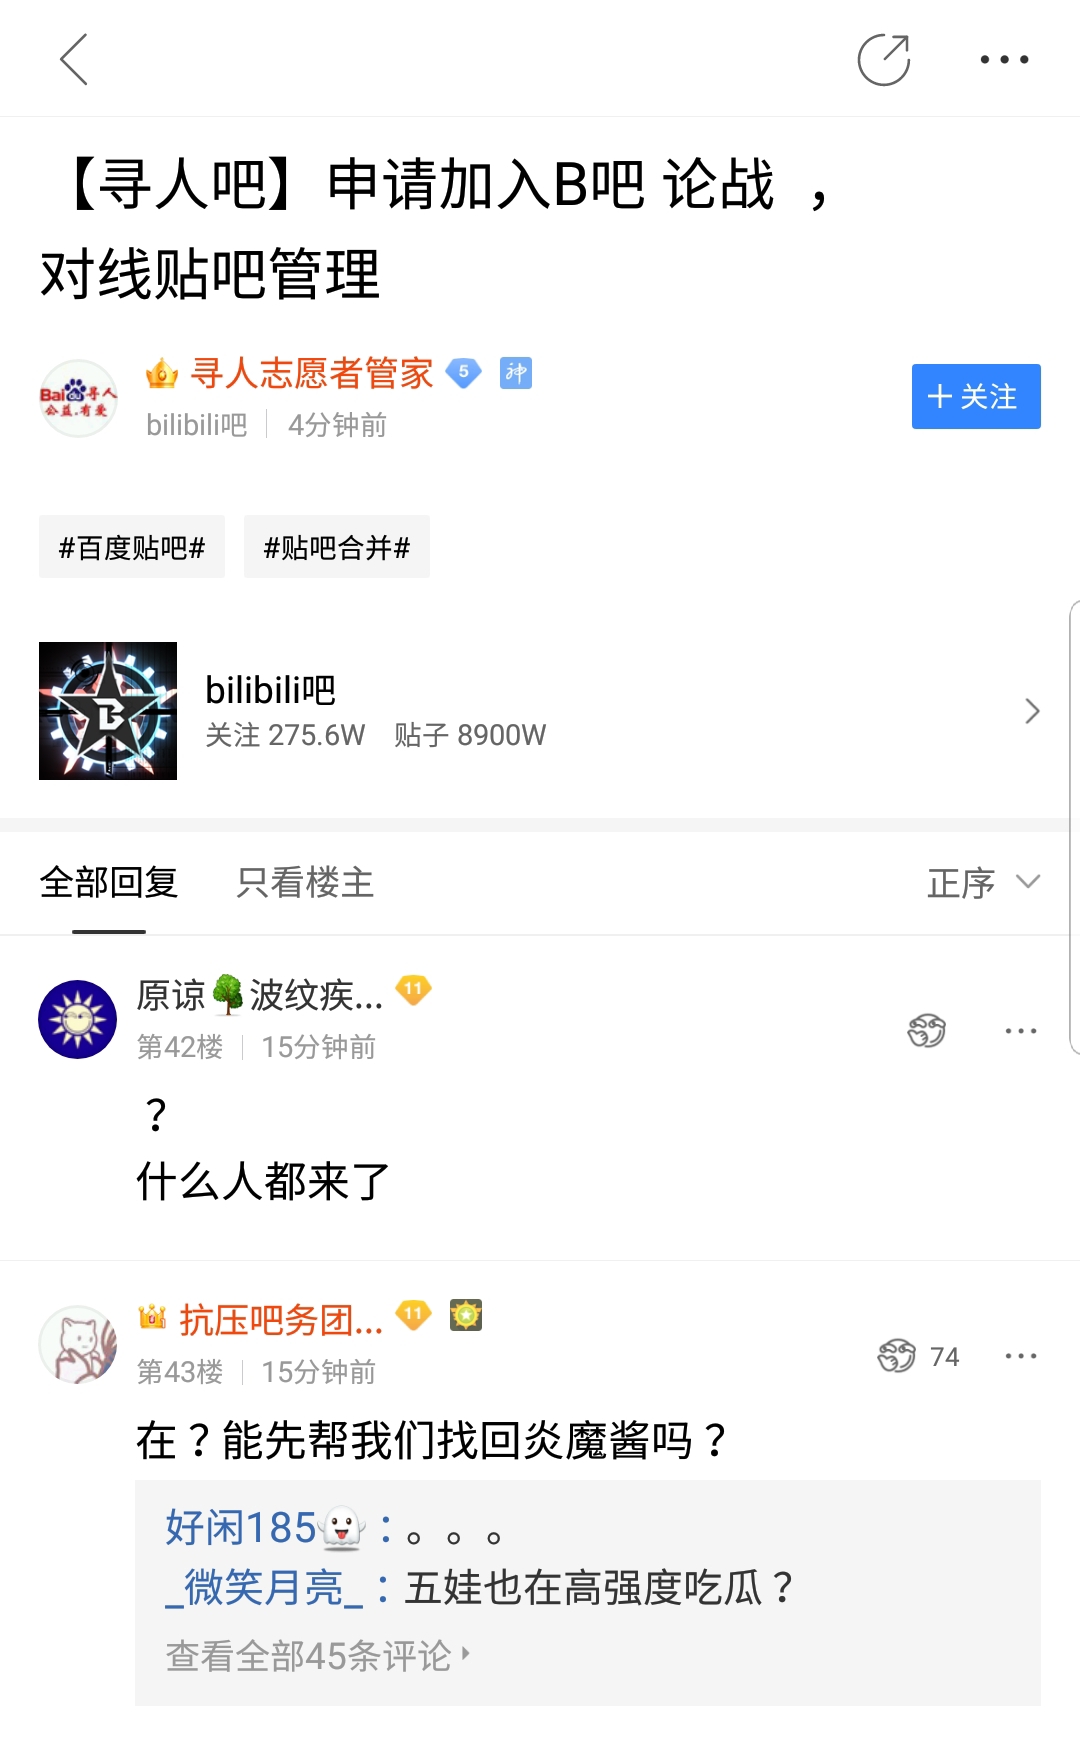 【寻人吧】申请加入B吧 论战 ，
对线贴吧管理
Bai du 寻人
公益.有爱
寻人志愿者管家 5 神
bilibili吧 4分钟前
+ 关注
#百度贴吧# #贴吧合并#
B
bilibili吧
关注 275.6W 贴子 8900W
全部回复 只看楼主 正序
原谅🌳波纹疾... 11
第42楼 15分钟前
？
什么人都来了
抗压吧务团... 11
第43楼 15分钟前
74
在？能先帮我们找回炎魔酱吗？
好闲185👻：。。。
_微笑月亮_：五娃也在高强度吃瓜？
查看全部45条评论